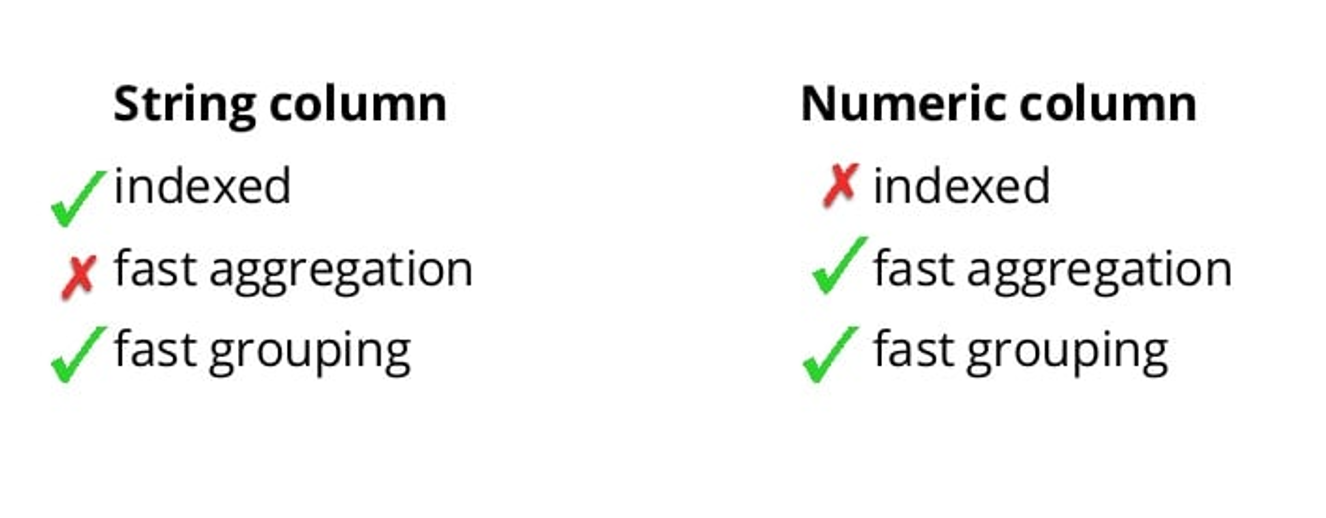 String column
✓ indexed
✗ fast aggregation
✓ fast grouping
Numeric column
✗ indexed
✓ fast aggregation
✓ fast grouping